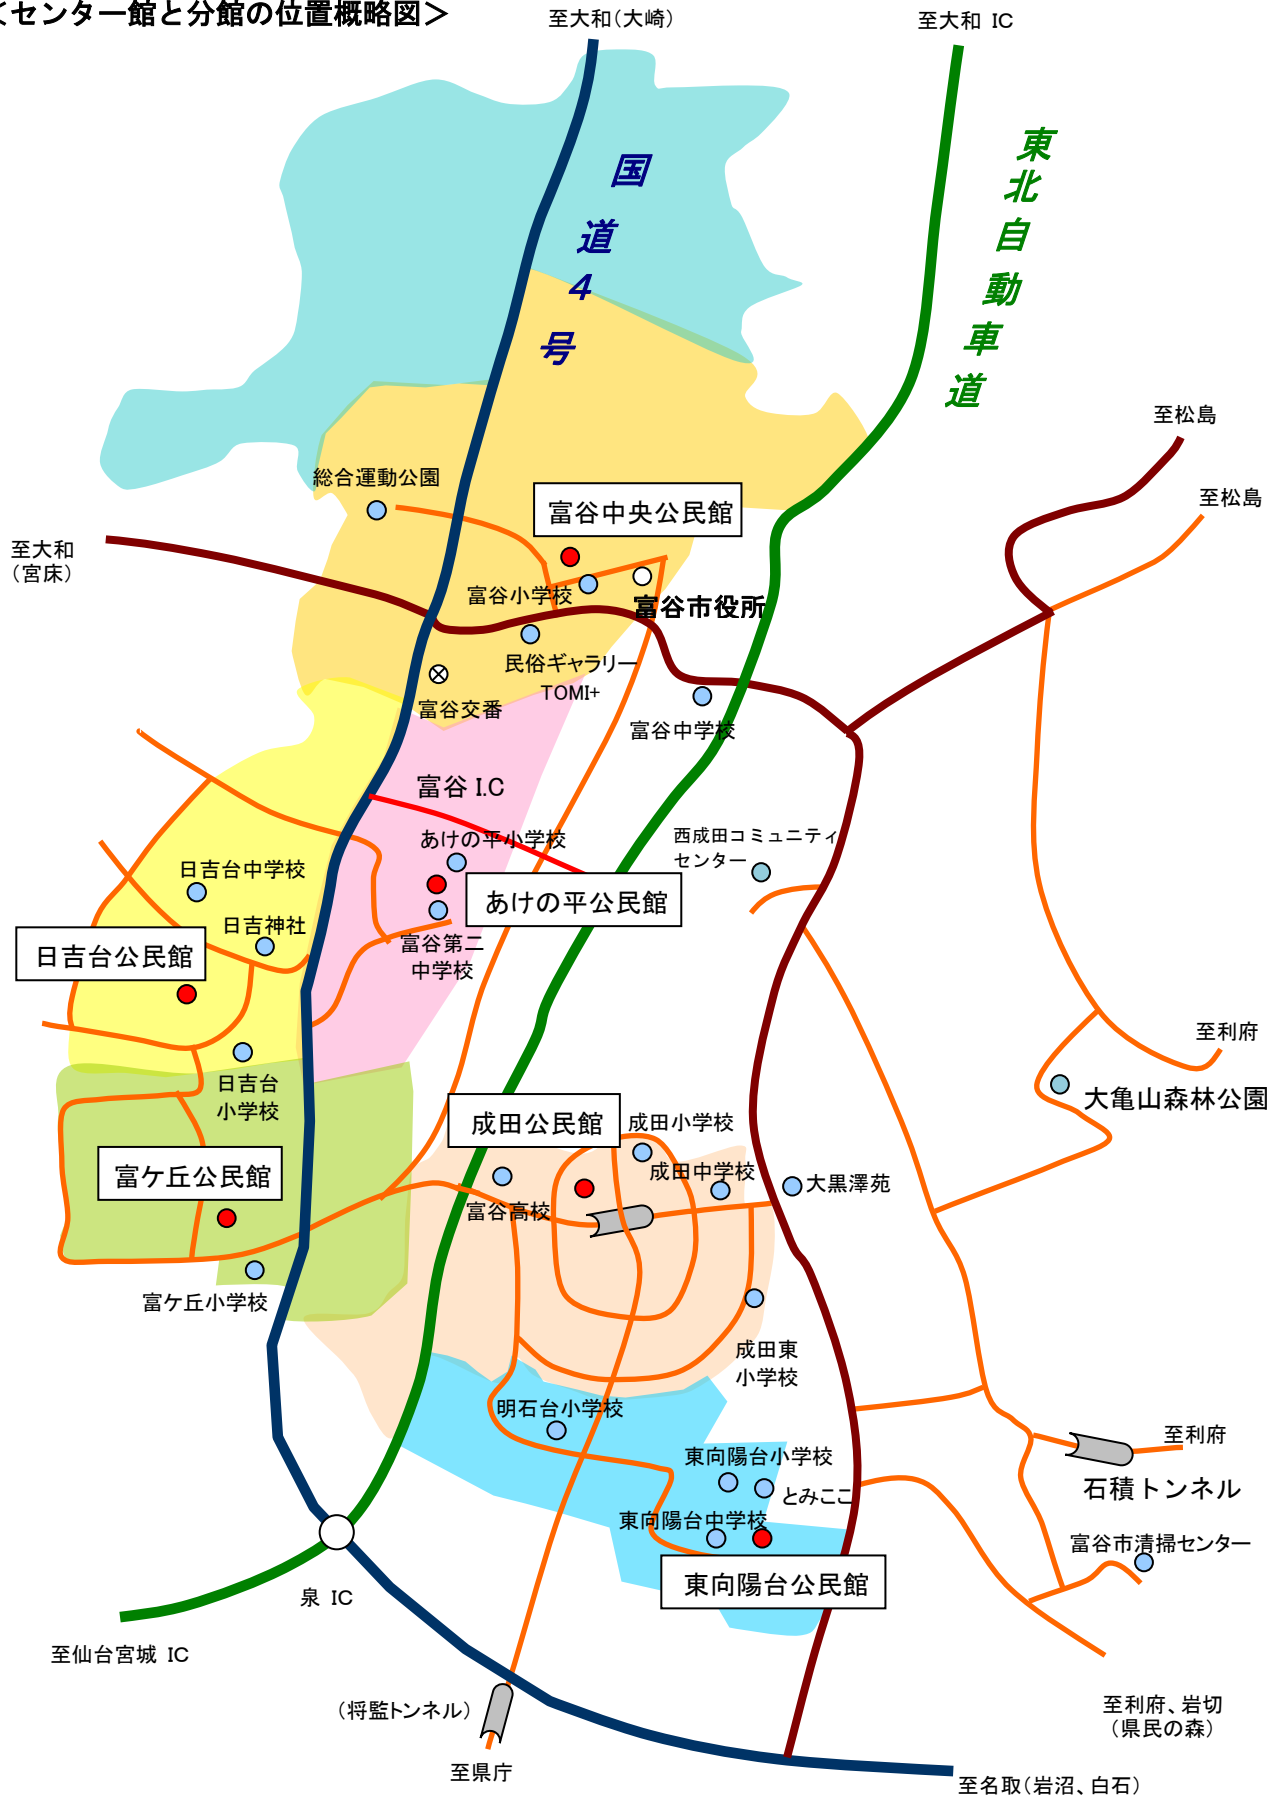 ＜センター館と分館の位置概略図＞
至大和（大崎）
至大和 IC
国道4号
東北自動車道
至松島
至松島
総合運動公園
富谷中央公民館
至大和
（宮床）
富谷小学校
富谷市役所
民俗ギャラリー
TOMI+
富谷交番
富谷中学校
富谷 I.C
あけの平小学校
西成田コミュニティ
センター
日吉台中学校
あけの平公民館
日吉神社
富谷第二
中学校
日吉台公民館
至利府
日吉台
小学校
大亀山森林公園
成田公民館
成田小学校
富ケ丘公民館
成田中学校
大黒澤苑
富谷高校
富ケ丘小学校
成田東
小学校
明石台小学校
至利府
東向陽台小学校
石積トンネル
とみここ
東向陽台中学校
富谷市清掃センター
東向陽台公民館
泉 IC
至仙台宮城 IC
（将監トンネル）
至利府、岩切
（県民の森）
至県庁
至名取（岩沼、白石）